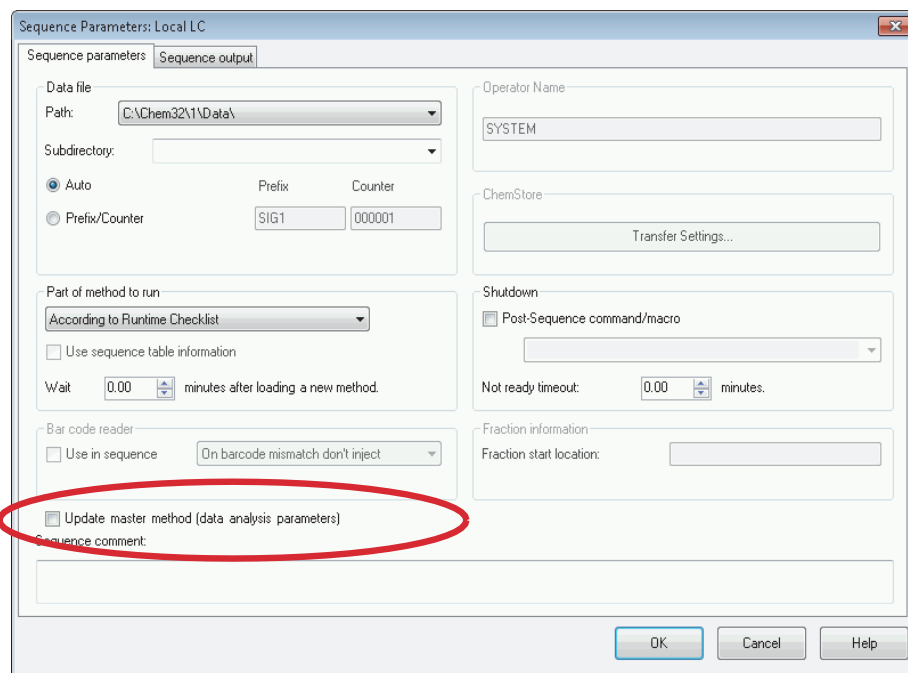 Sequence Parameters: Local LC
Sequence parameters
Sequence output
Data file
Path:
C:\Chem32\1\Data\
Subdirectory:
Auto
Prefix
Counter
Prefix/Counter
SIG1
000001
Operator Name
SYSTEM
ChemStore
Transfer Settings...
Part of method to run
According to Runtime Checklist
Use sequence table information
Wait 0.00 minutes after loading a new method.
Shutdown
Post-Sequence command/macro
Not ready timeout: 0.00 minutes.
Bar code reader
Use in sequence
On barcode mismatch don't inject
Fraction information
Fraction start location:
Update master method (data analysis parameters)
Sequence comment:
OK
Cancel
Help